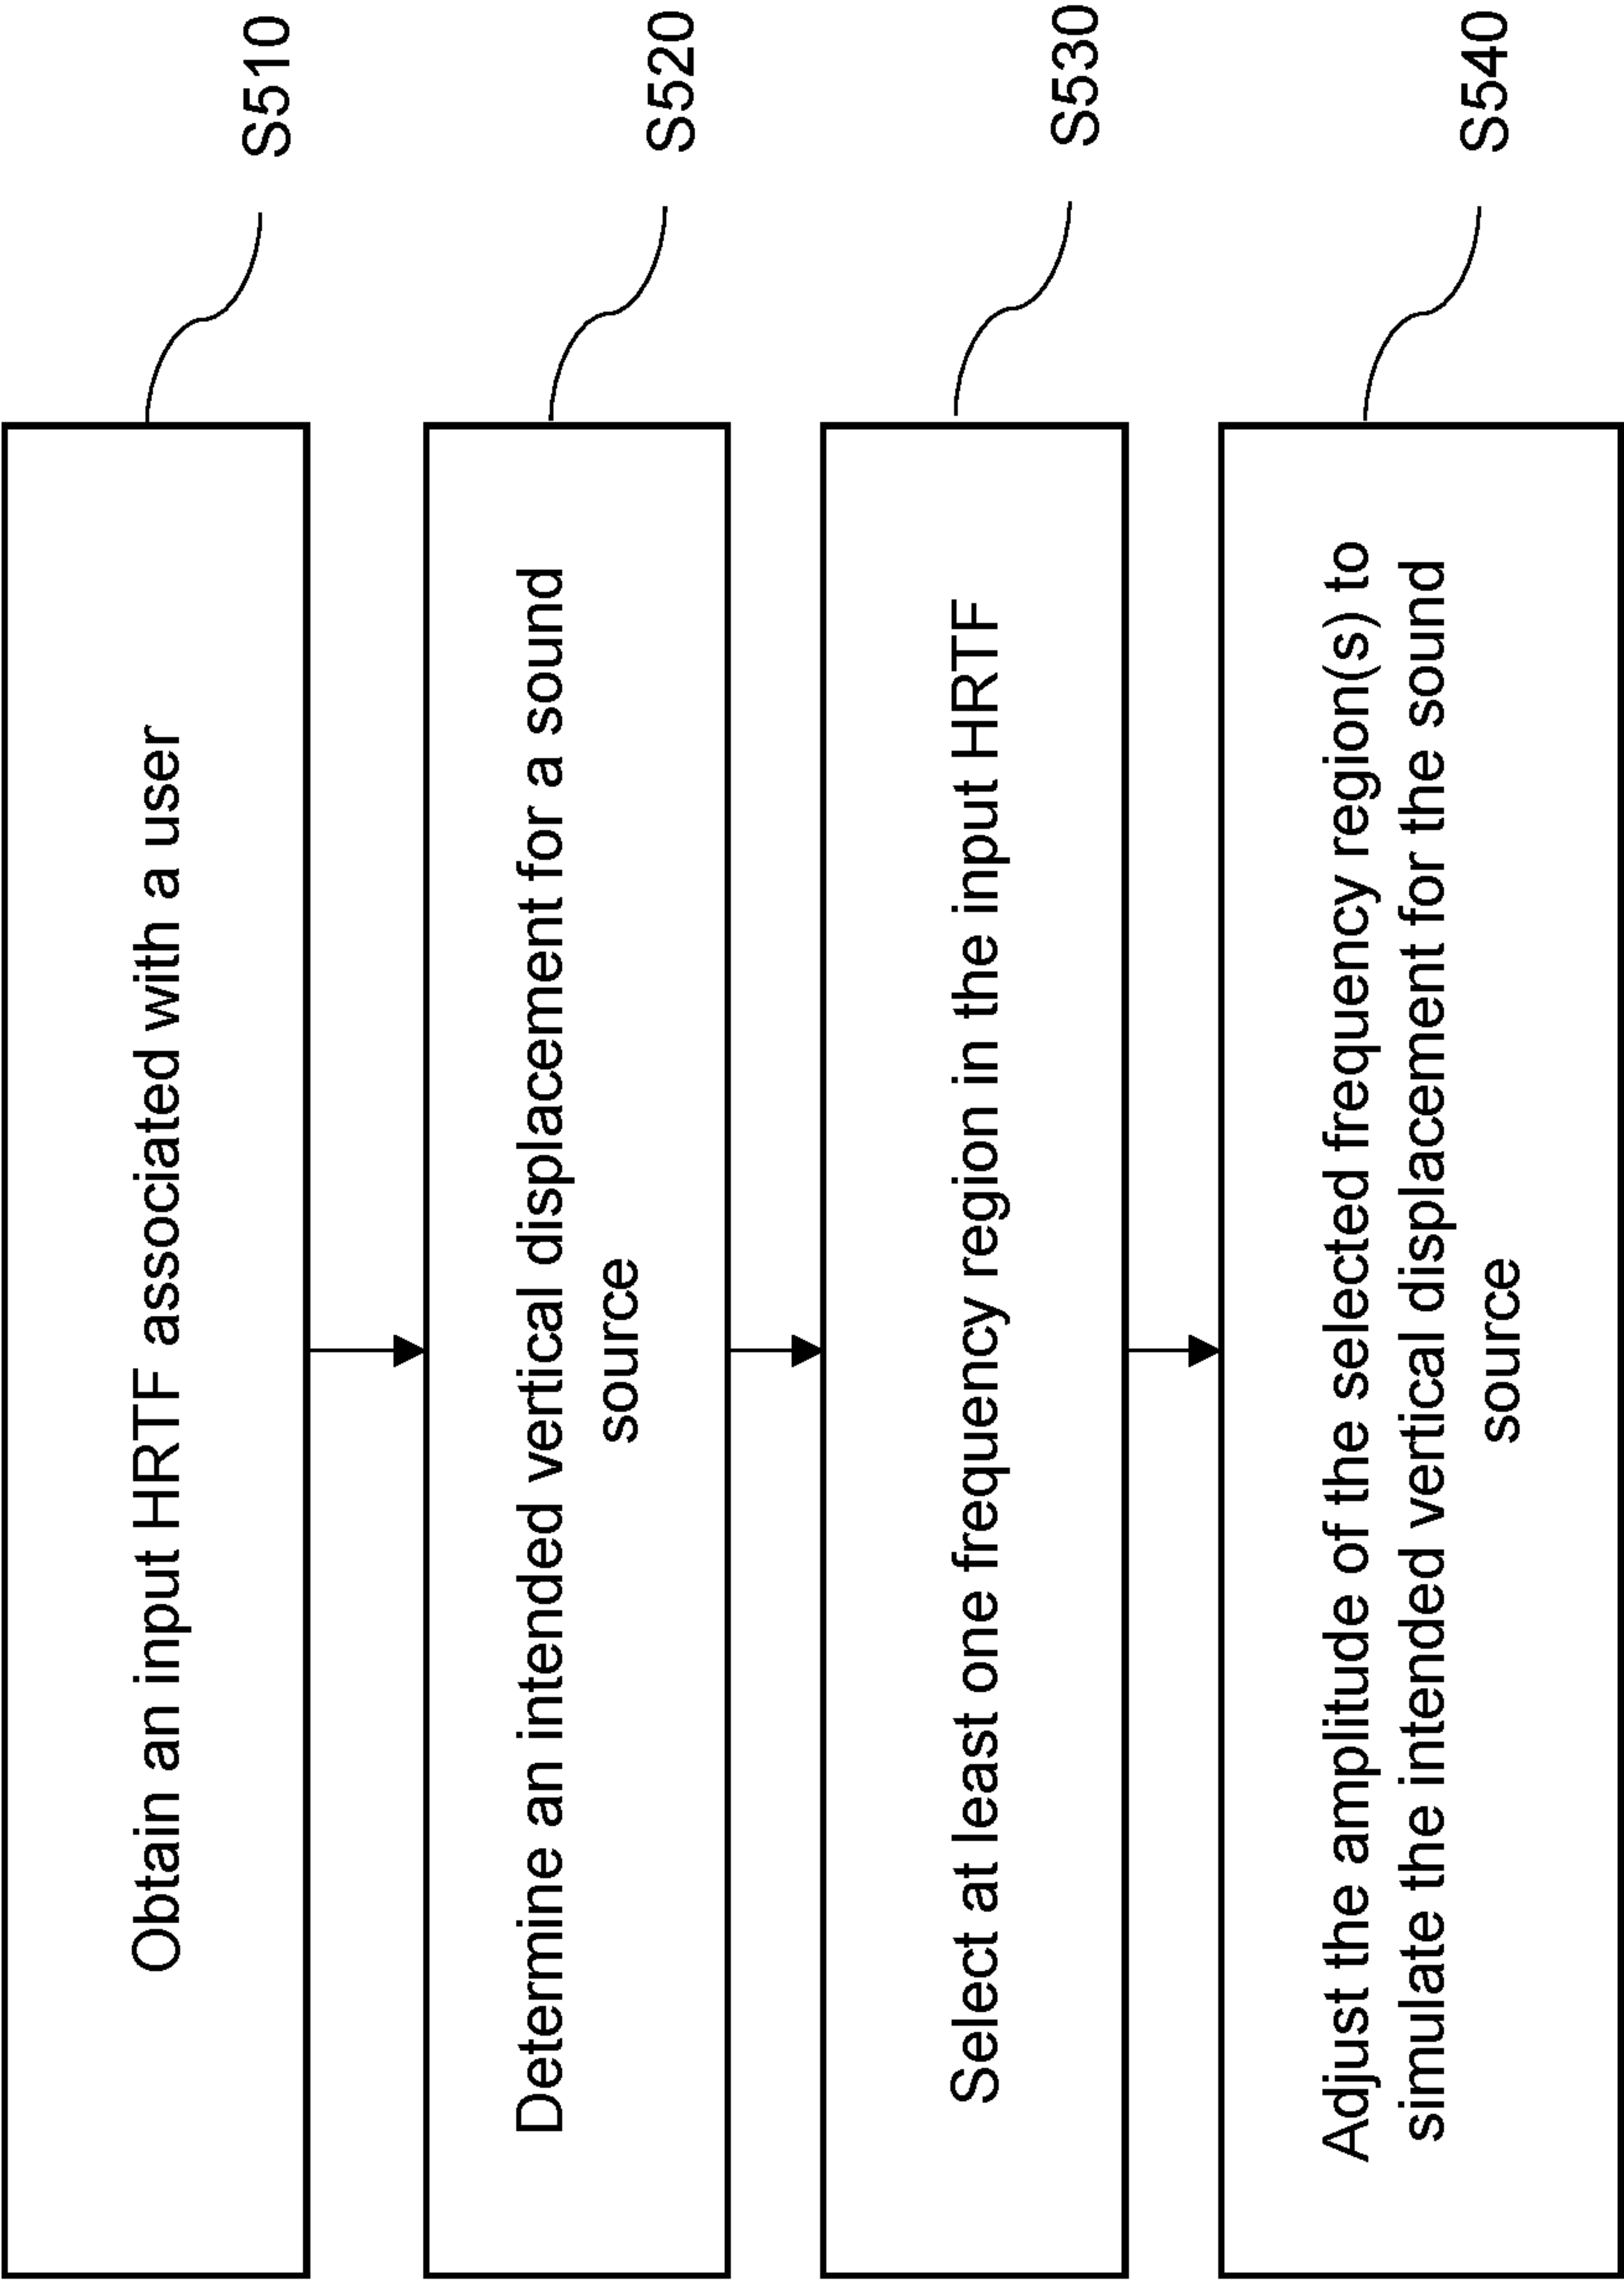 Obtain an input HRTF associated with a user
S510
Determine an intended vertical displacement for a sound
source
S520
Select at least one frequency region in the input HRTF
S530
Adjust the amplitude of the selected frequency region(s) to
simulate the intended vertical displacement for the sound
source
S540